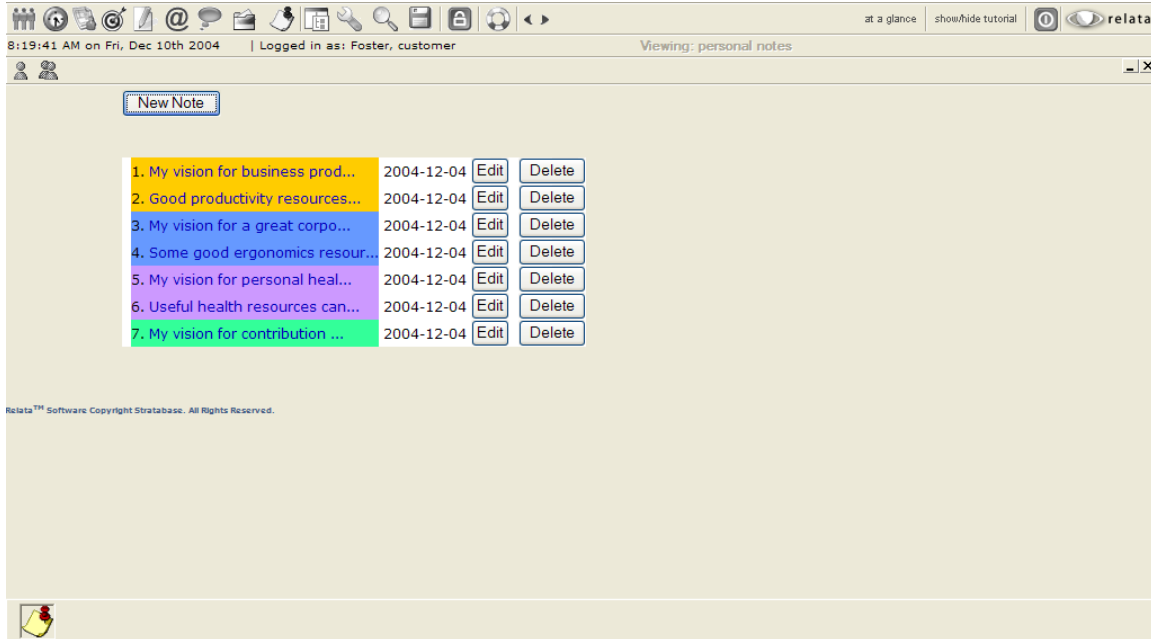 at a glance show/hide tutorial relata
8:19:41 AM on Fri, Dec 10th 2004 | Logged in as: Foster, customer Viewing: personal notes
New Note
1. My vision for business prod... 2004-12-04 Edit Delete
2. Good productivity resources... 2004-12-04 Edit Delete
3. My vision for a great corpo... 2004-12-04 Edit Delete
4. Some good ergonomics resour... 2004-12-04 Edit Delete
5. My vision for personal heal... 2004-12-04 Edit Delete
6. Useful health resources can... 2004-12-04 Edit Delete
7. My vision for contribution ... 2004-12-04 Edit Delete
Relata™ Software Copyright Stratabase. All Rights Reserved.